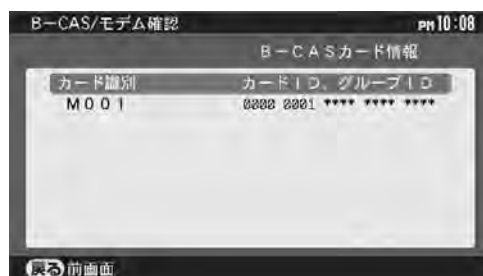 B-CAS/モデム確認 PM10:08
B-CASカード情報
カード識別 カードID、グループID
M001 0000 0001 **** **** ****
戻る 前画面